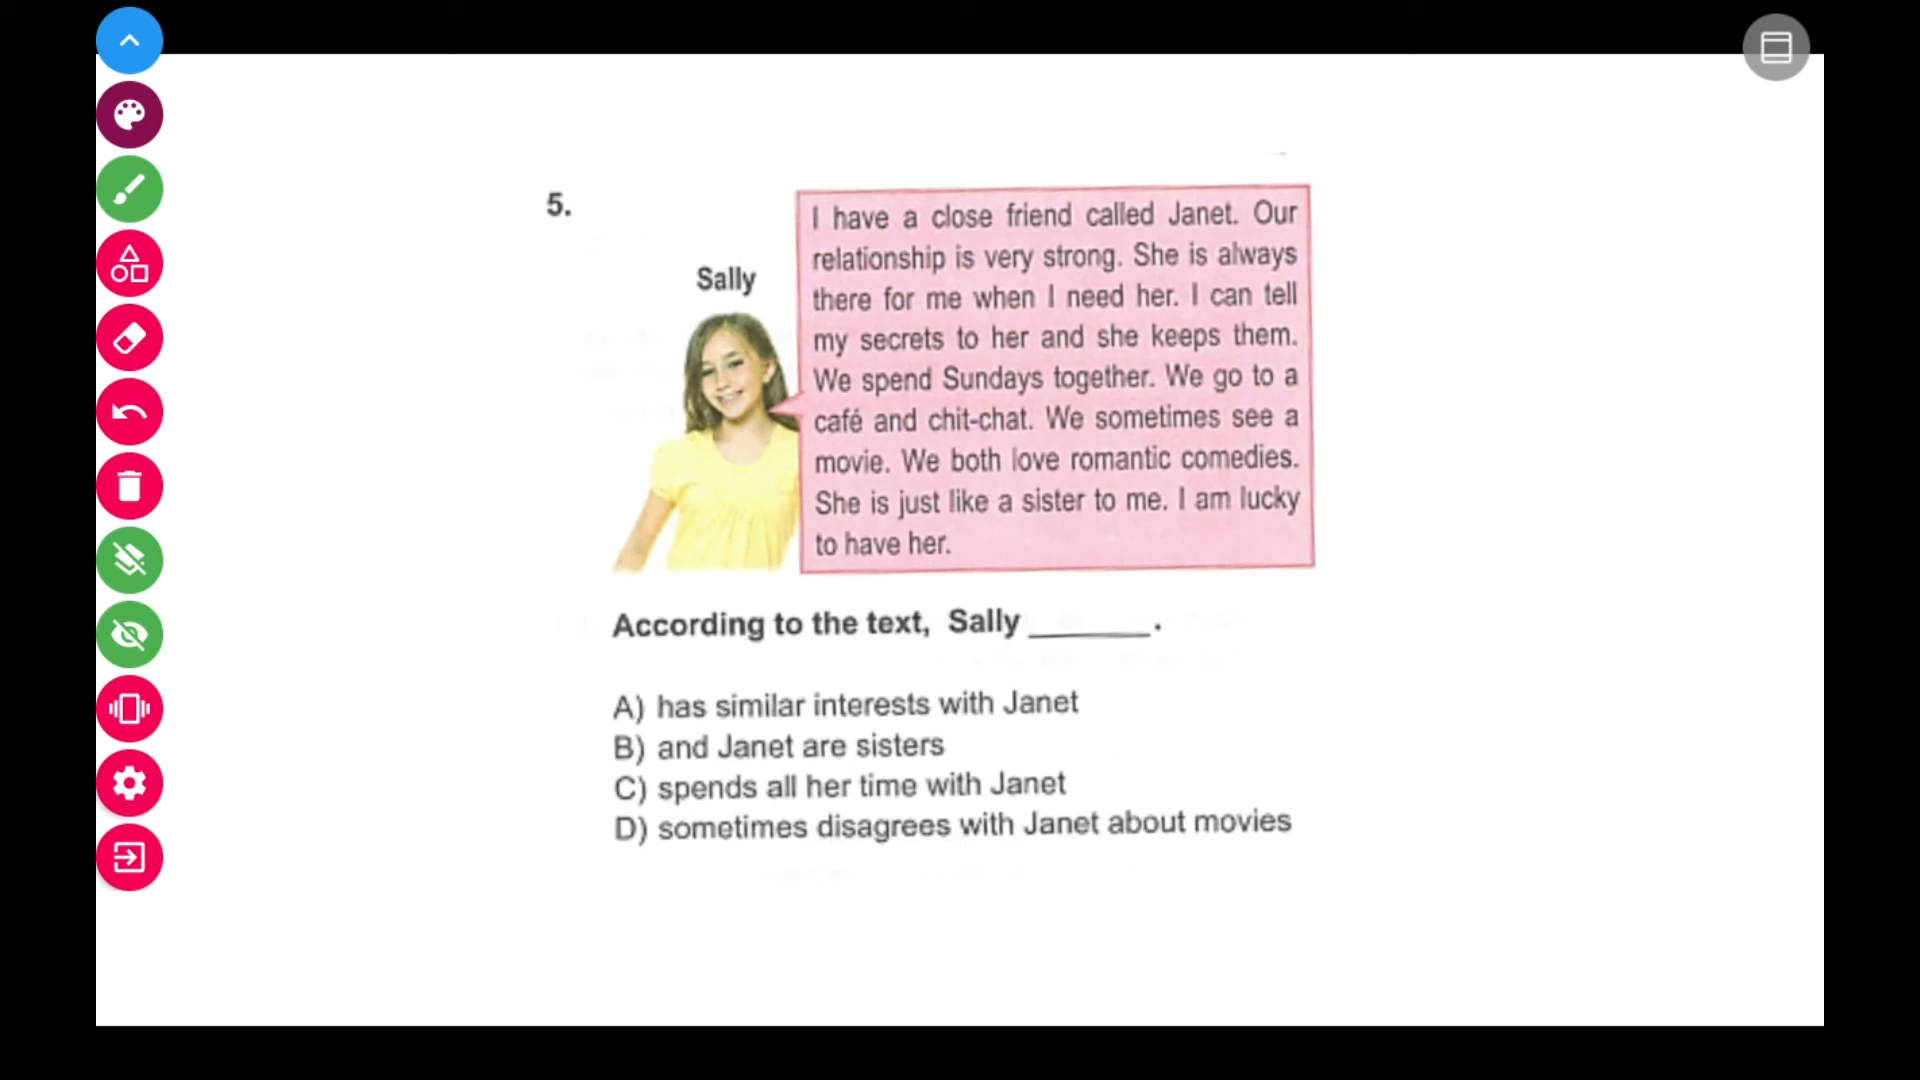 5.
Sally
I have a close friend called Janet. Our
relationship is very strong. She is always
there for me when I need her. I can tell
my secrets to her and she keeps them.
We spend Sundays together. We go to a
café and chit-chat. We sometimes see a
movie. We both love romantic comedies.
She is just like a sister to me. I am lucky
to have her.
According to the text, Sally _______.
A) has similar interests with Janet
B) and Janet are sisters
C) spends all her time with Janet
D) sometimes disagrees with Janet about movies